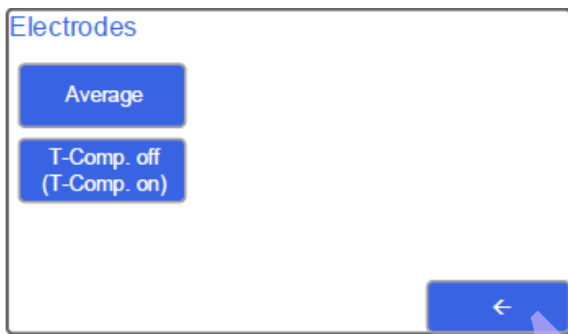 Electrodes
Average
T-Comp. off
(T-Comp. on)
←